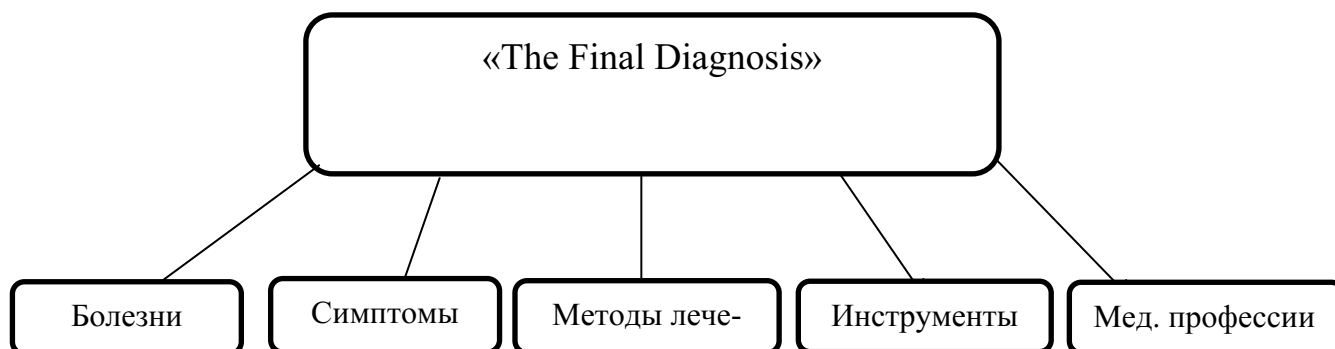 «The Final Diagnosis»
Болезни
Симптомы
Методы лече-
Инструменты
Мед. профессии